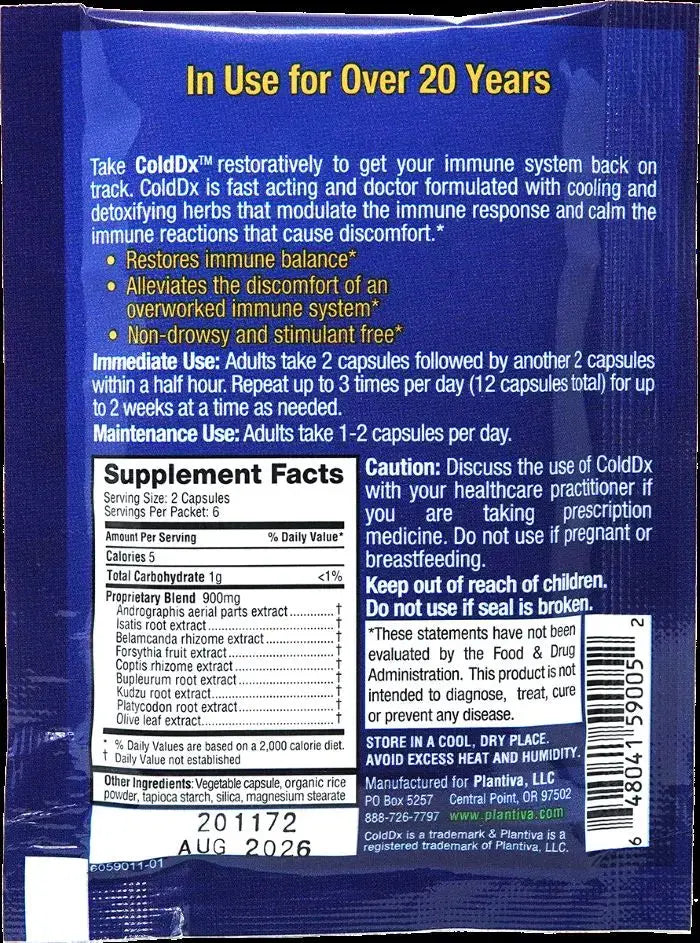 In Use for Over 20 Years
Take ColdDx™ restoratively to get your immune system back on
track. ColdDx is fast acting and doctor formulated with cooling and
detoxifying herbs that modulate the immune response and calm the
immune reactions that cause discomfort.*
• Restores immune balance*
• Alleviates the discomfort of an
overworked immune system*
• Non-drowsy and stimulant free*
Immediate Use: Adults take 2 capsules followed by another 2 capsules
within a half hour. Repeat up to 3 times per day (12 capsules total) for up
to 2 weeks at a time as needed.
Maintenance Use: Adults take 1-2 capsules per day.
Supplement Facts
Serving Size: 2 Capsules
Servings Per Packet: 6
Amount Per Serving % Daily Value*
Calories 5
Total Carbohydrate 1g <1%
Proprietary Blend 900mg
Andrographis aerial parts extract.............†
Isatis root extract.............†
Belamcanda rhizome extract.............†
Forsythia fruit extract.............†
Coptis rhizome extract.............†
Bupleurum root extract.............†
Kudzu root extract.............†
Platycodon root extract.............†
Olive leaf extract.............†
* % Daily Values are based on a 2,000 calorie diet.
† Daily Value not established
Other Ingredients: Vegetable capsule, organic rice
powder, tapioca starch, silica, magnesium stearate
201172
AUG 2026
6059011-01
Caution: Discuss the use of ColdDx
with your healthcare practitioner if
you are taking prescription
medicine. Do not use if pregnant or
breastfeeding.
Keep out of reach of children.
Do not use if seal is broken.
*These statements have not been
evaluated by the Food & Drug
Administration. This product is not
intended to diagnose, treat, cure
or prevent any disease.
STORE IN A COOL, DRY PLACE.
AVOID EXCESS HEAT AND HUMIDITY.
Manufactured for Plantiva, LLC
PO Box 5257 Central Point, OR 97502
888-726-7797 www.plantiva.com
ColdDx is a trademark & Plantiva is a
registered trademark of Plantiva, LLC.
6 48041 59005 2